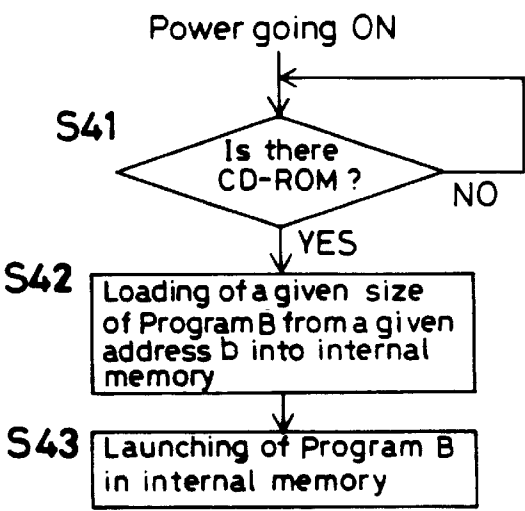 Power going ON
S41
Is there
CD-ROM?
NO
YES
S42
Loading of a given size
of Program B from a given
address b into internal
memory
S43
Launching of Program B
in internal memory